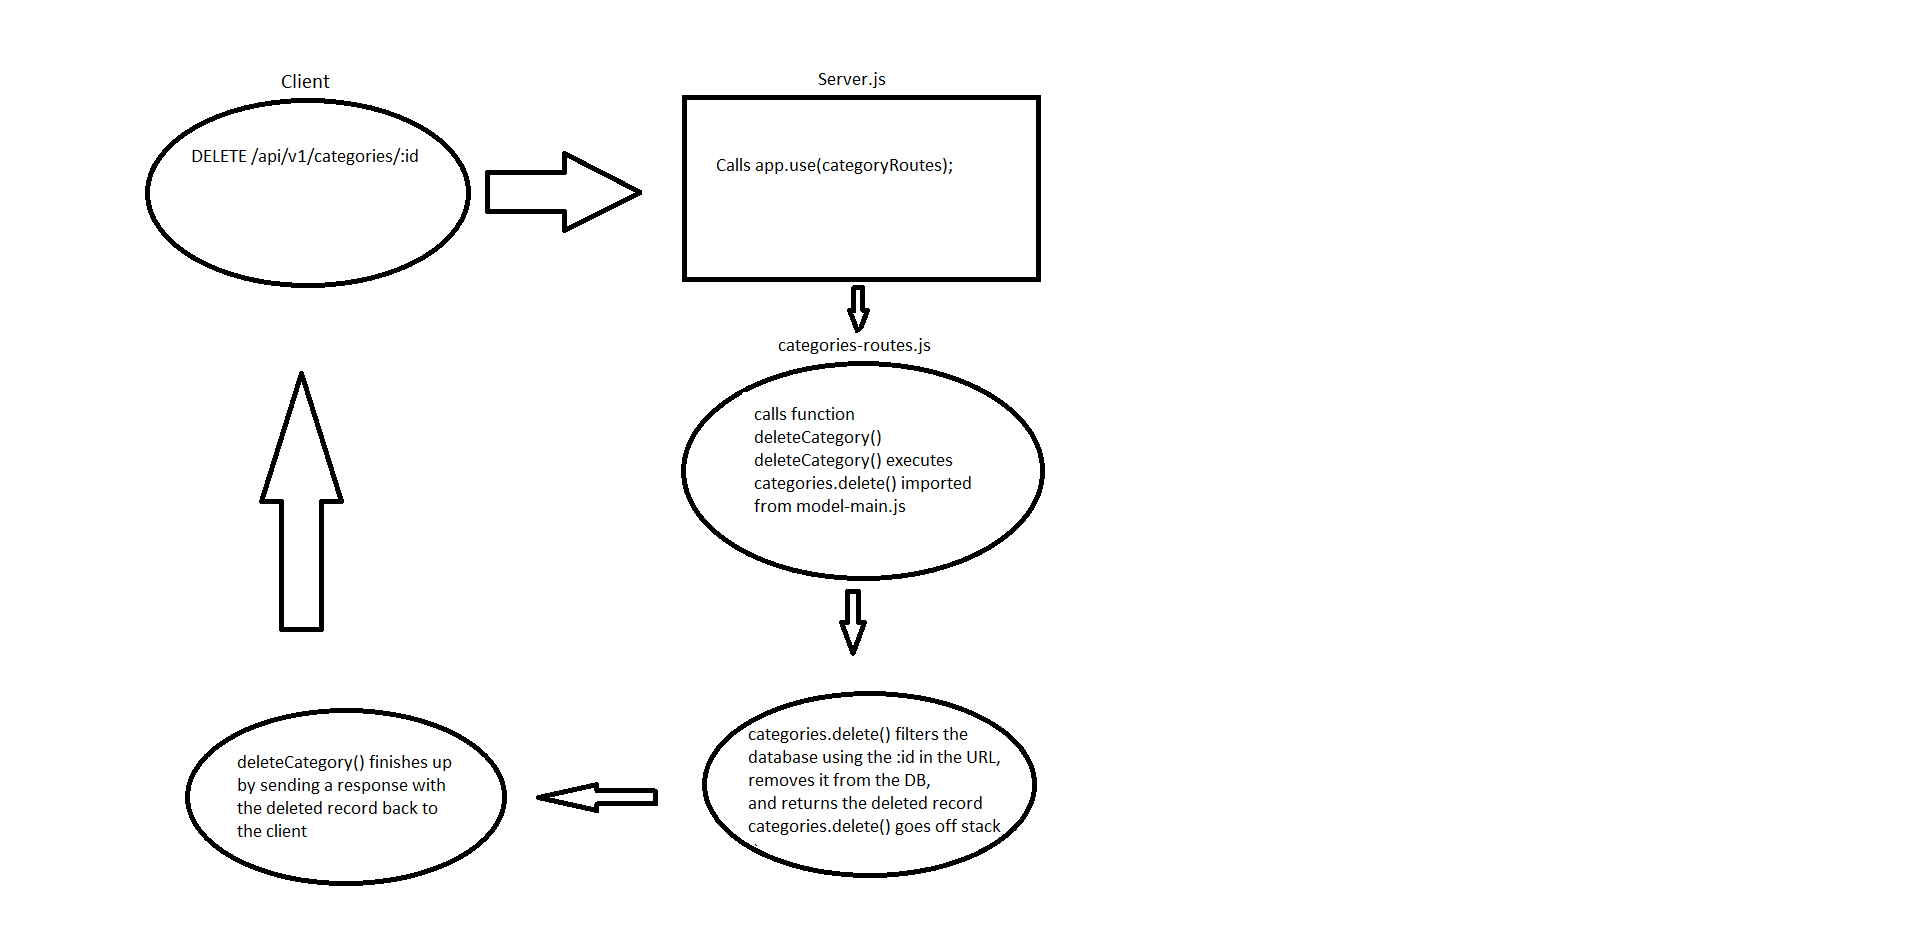 Client
DELETE /api/v1/categories/:id
Server.js
Calls app.use(categoryRoutes);
categories-routes.js
calls function
deleteCategory()
deleteCategory() executes
categories.delete() imported
from model-main.js
categories.delete() filters the
database using the :id in the URL,
removes it from the DB,
and returns the deleted record
categories.delete() goes off stack
deleteCategory() finishes up
by sending a response with
the deleted record back to
the client